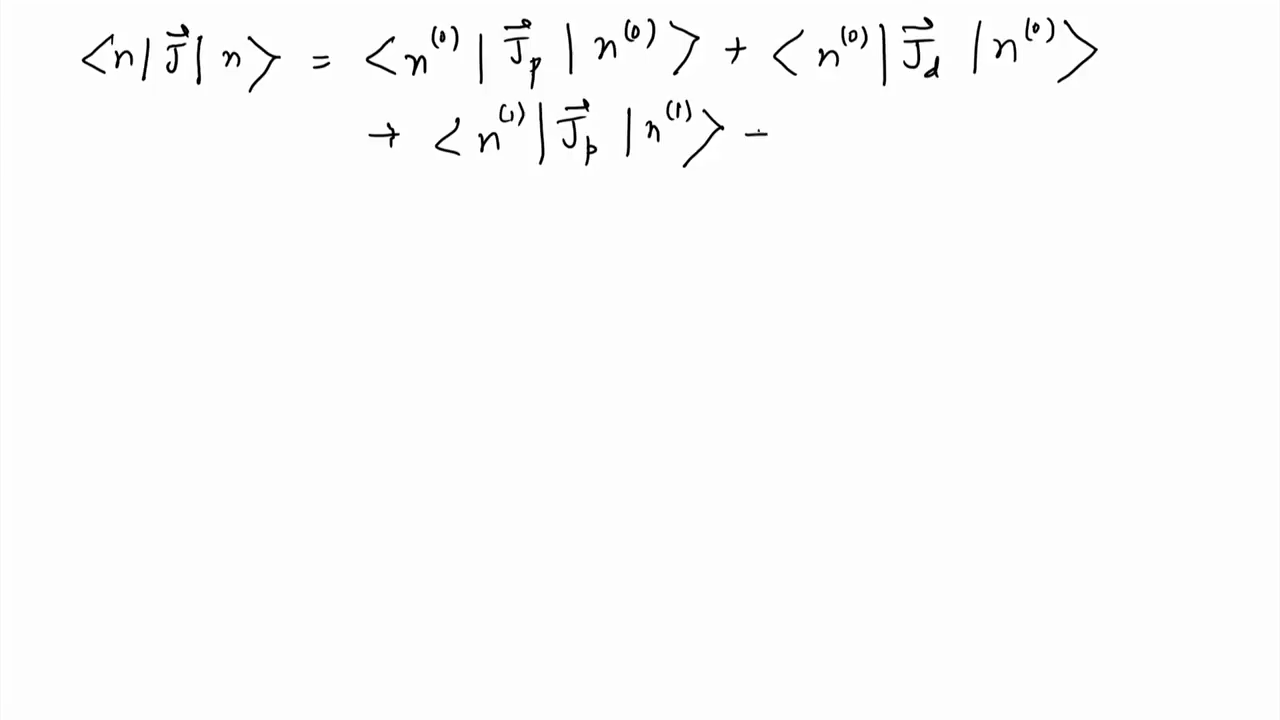 ⟨n|J⃗|n⟩ = ⟨n⁽⁰⁾|J⃗ₚ|n⁽⁰⁾⟩ + ⟨n⁽⁰⁾|J⃗_d|n⁽⁰⁾⟩
+ ⟨n⁽¹⁾|J⃗ₚ|n⁽¹⁾⟩ -